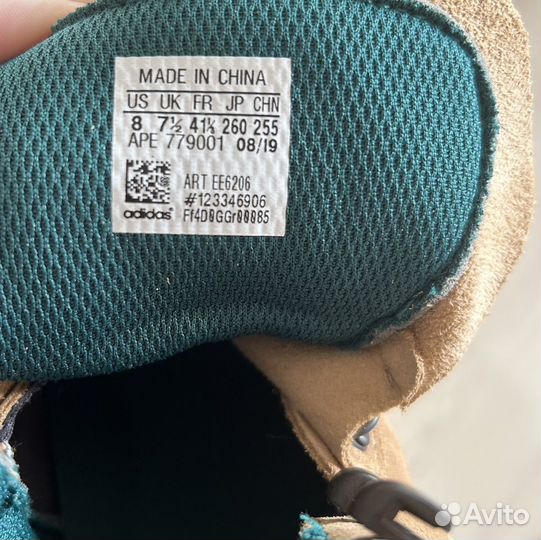 MADE IN CHINA
US UK FR JP CHN
8 7½ 41⅓ 260 255
APE 779001 08/19
ART EE6206
#123346906
adidas Ff4D0GGr00085
Avito